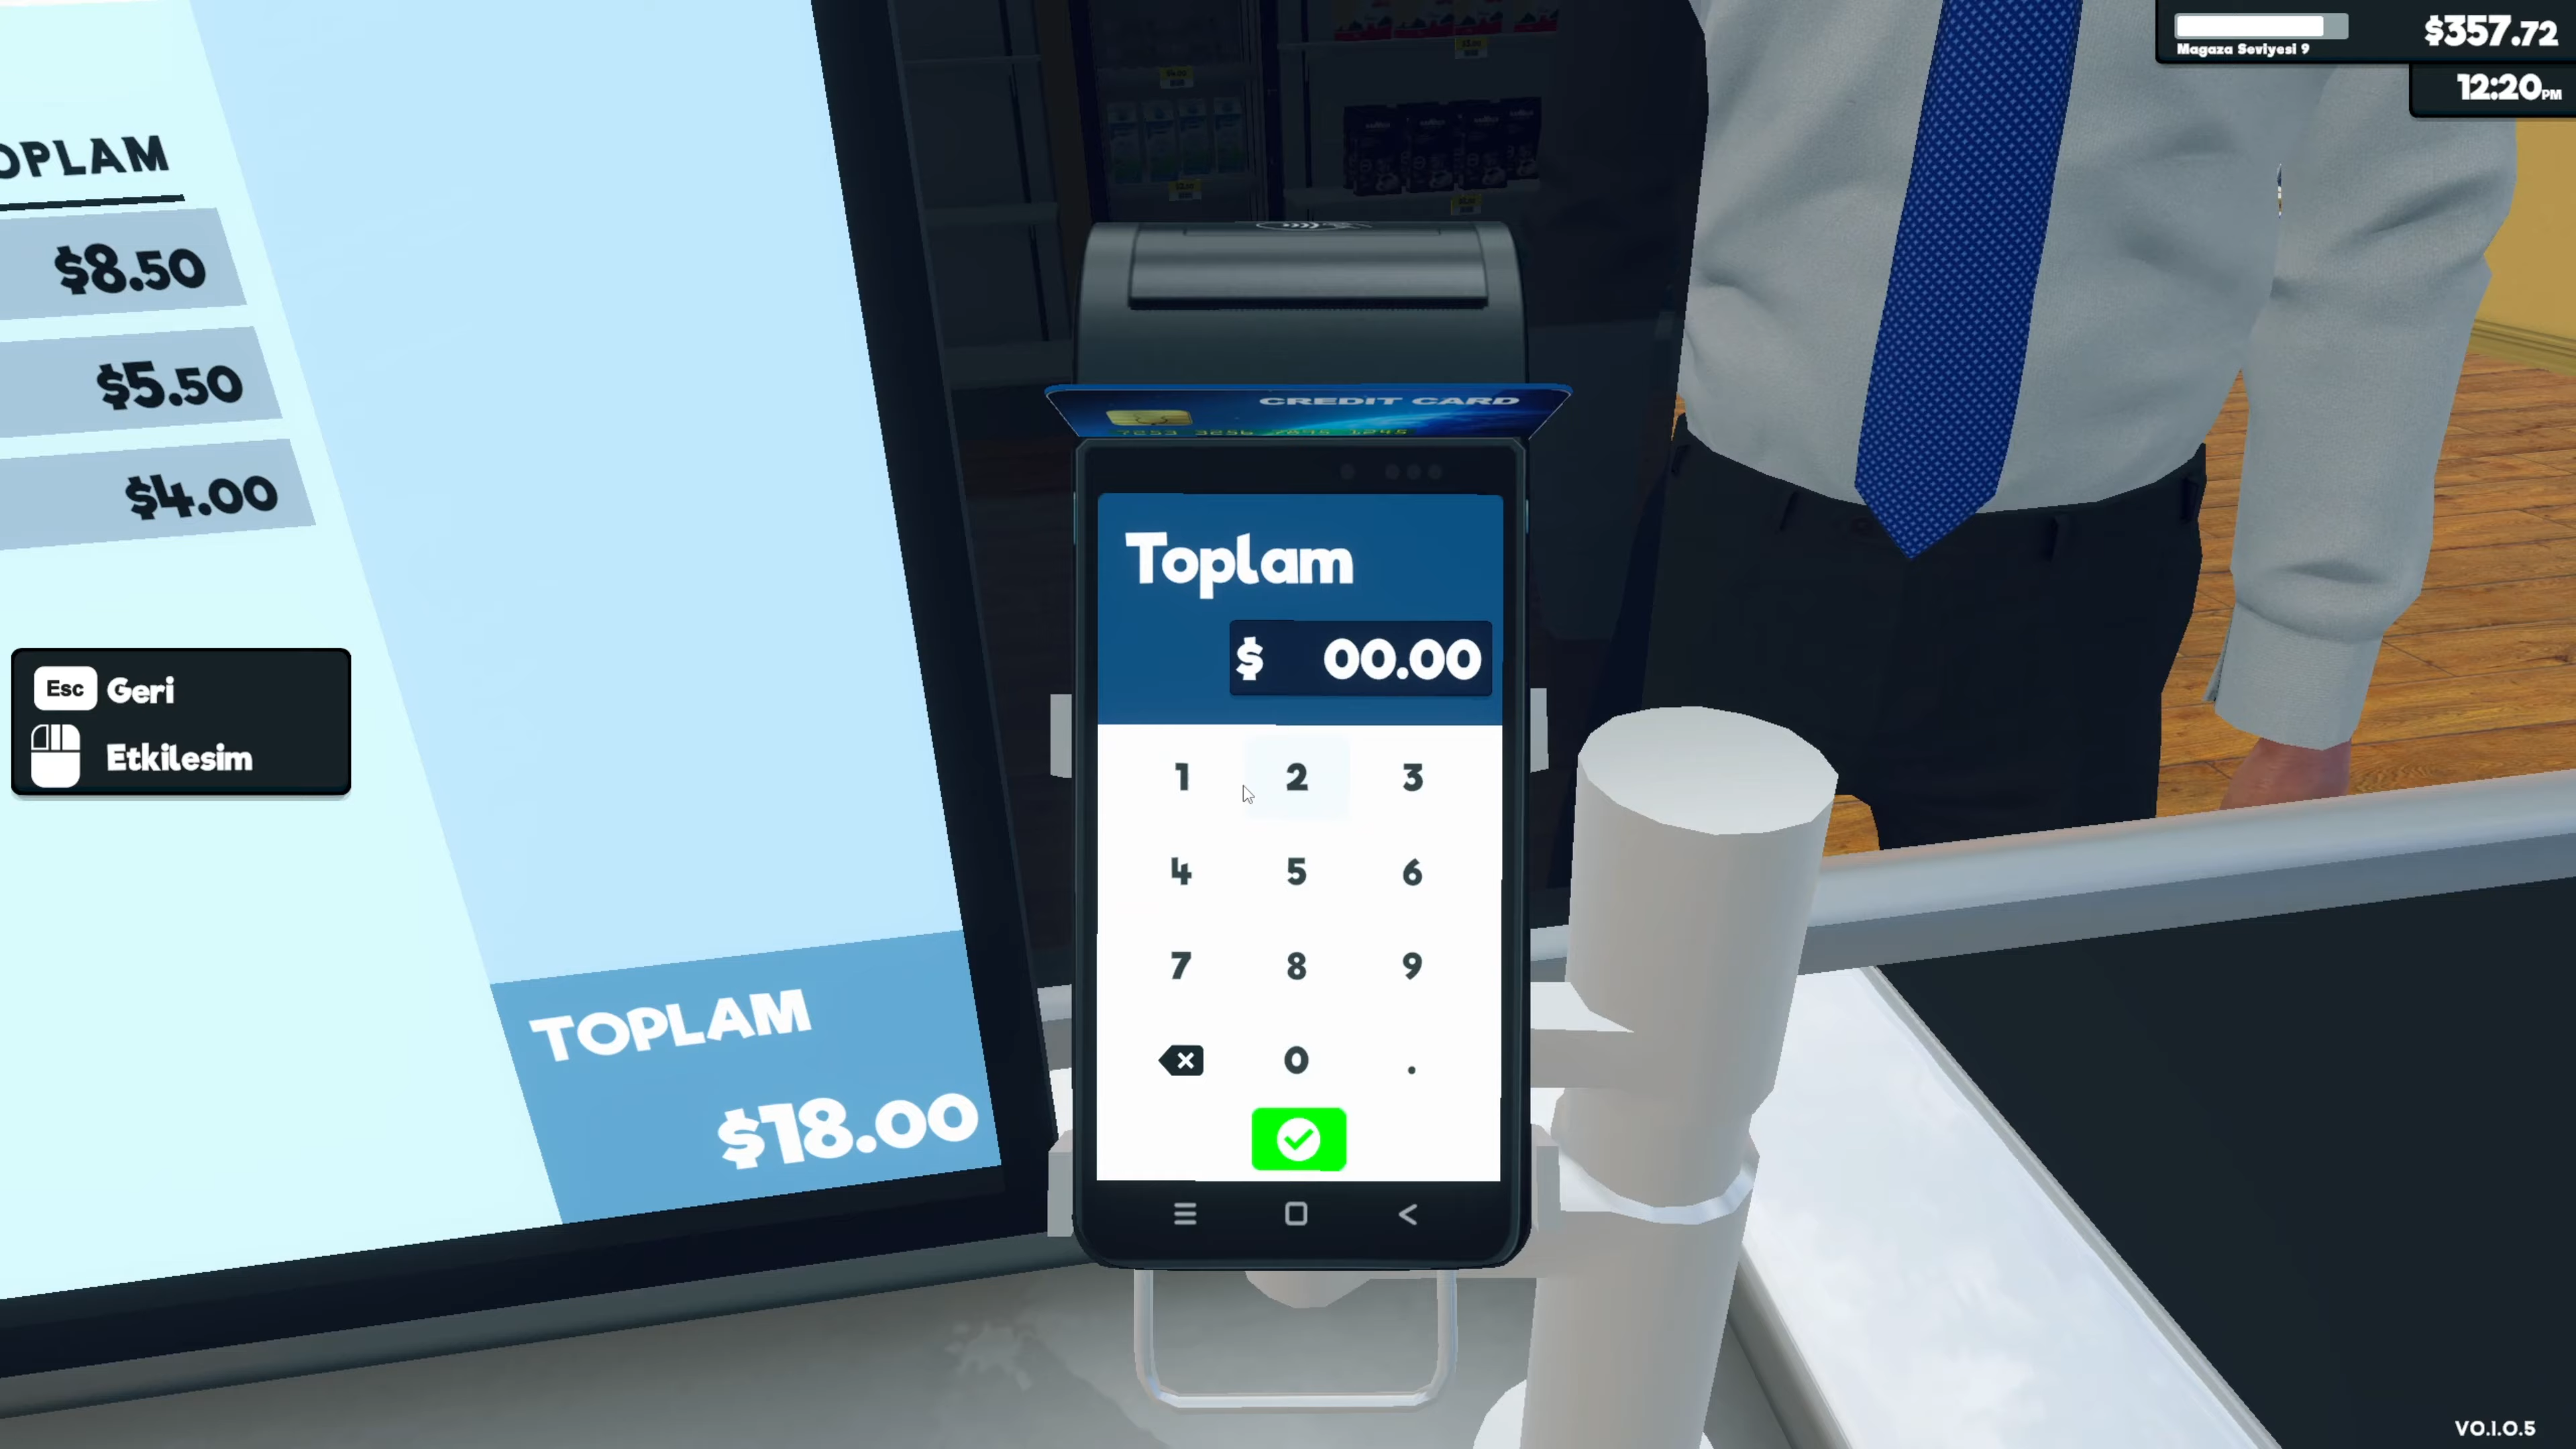 $357.72
Magaza Seviyesi 9
12:20PM
OPLAM
$8.50
$5.50
$4.00
Esc Geri
Etkilesim
TOPLAM
$18.00
CREDIT CARD
Toplam
$ 00.00
1 2 3
4 5 6
7 8 9
0 .
V0.1.0.5